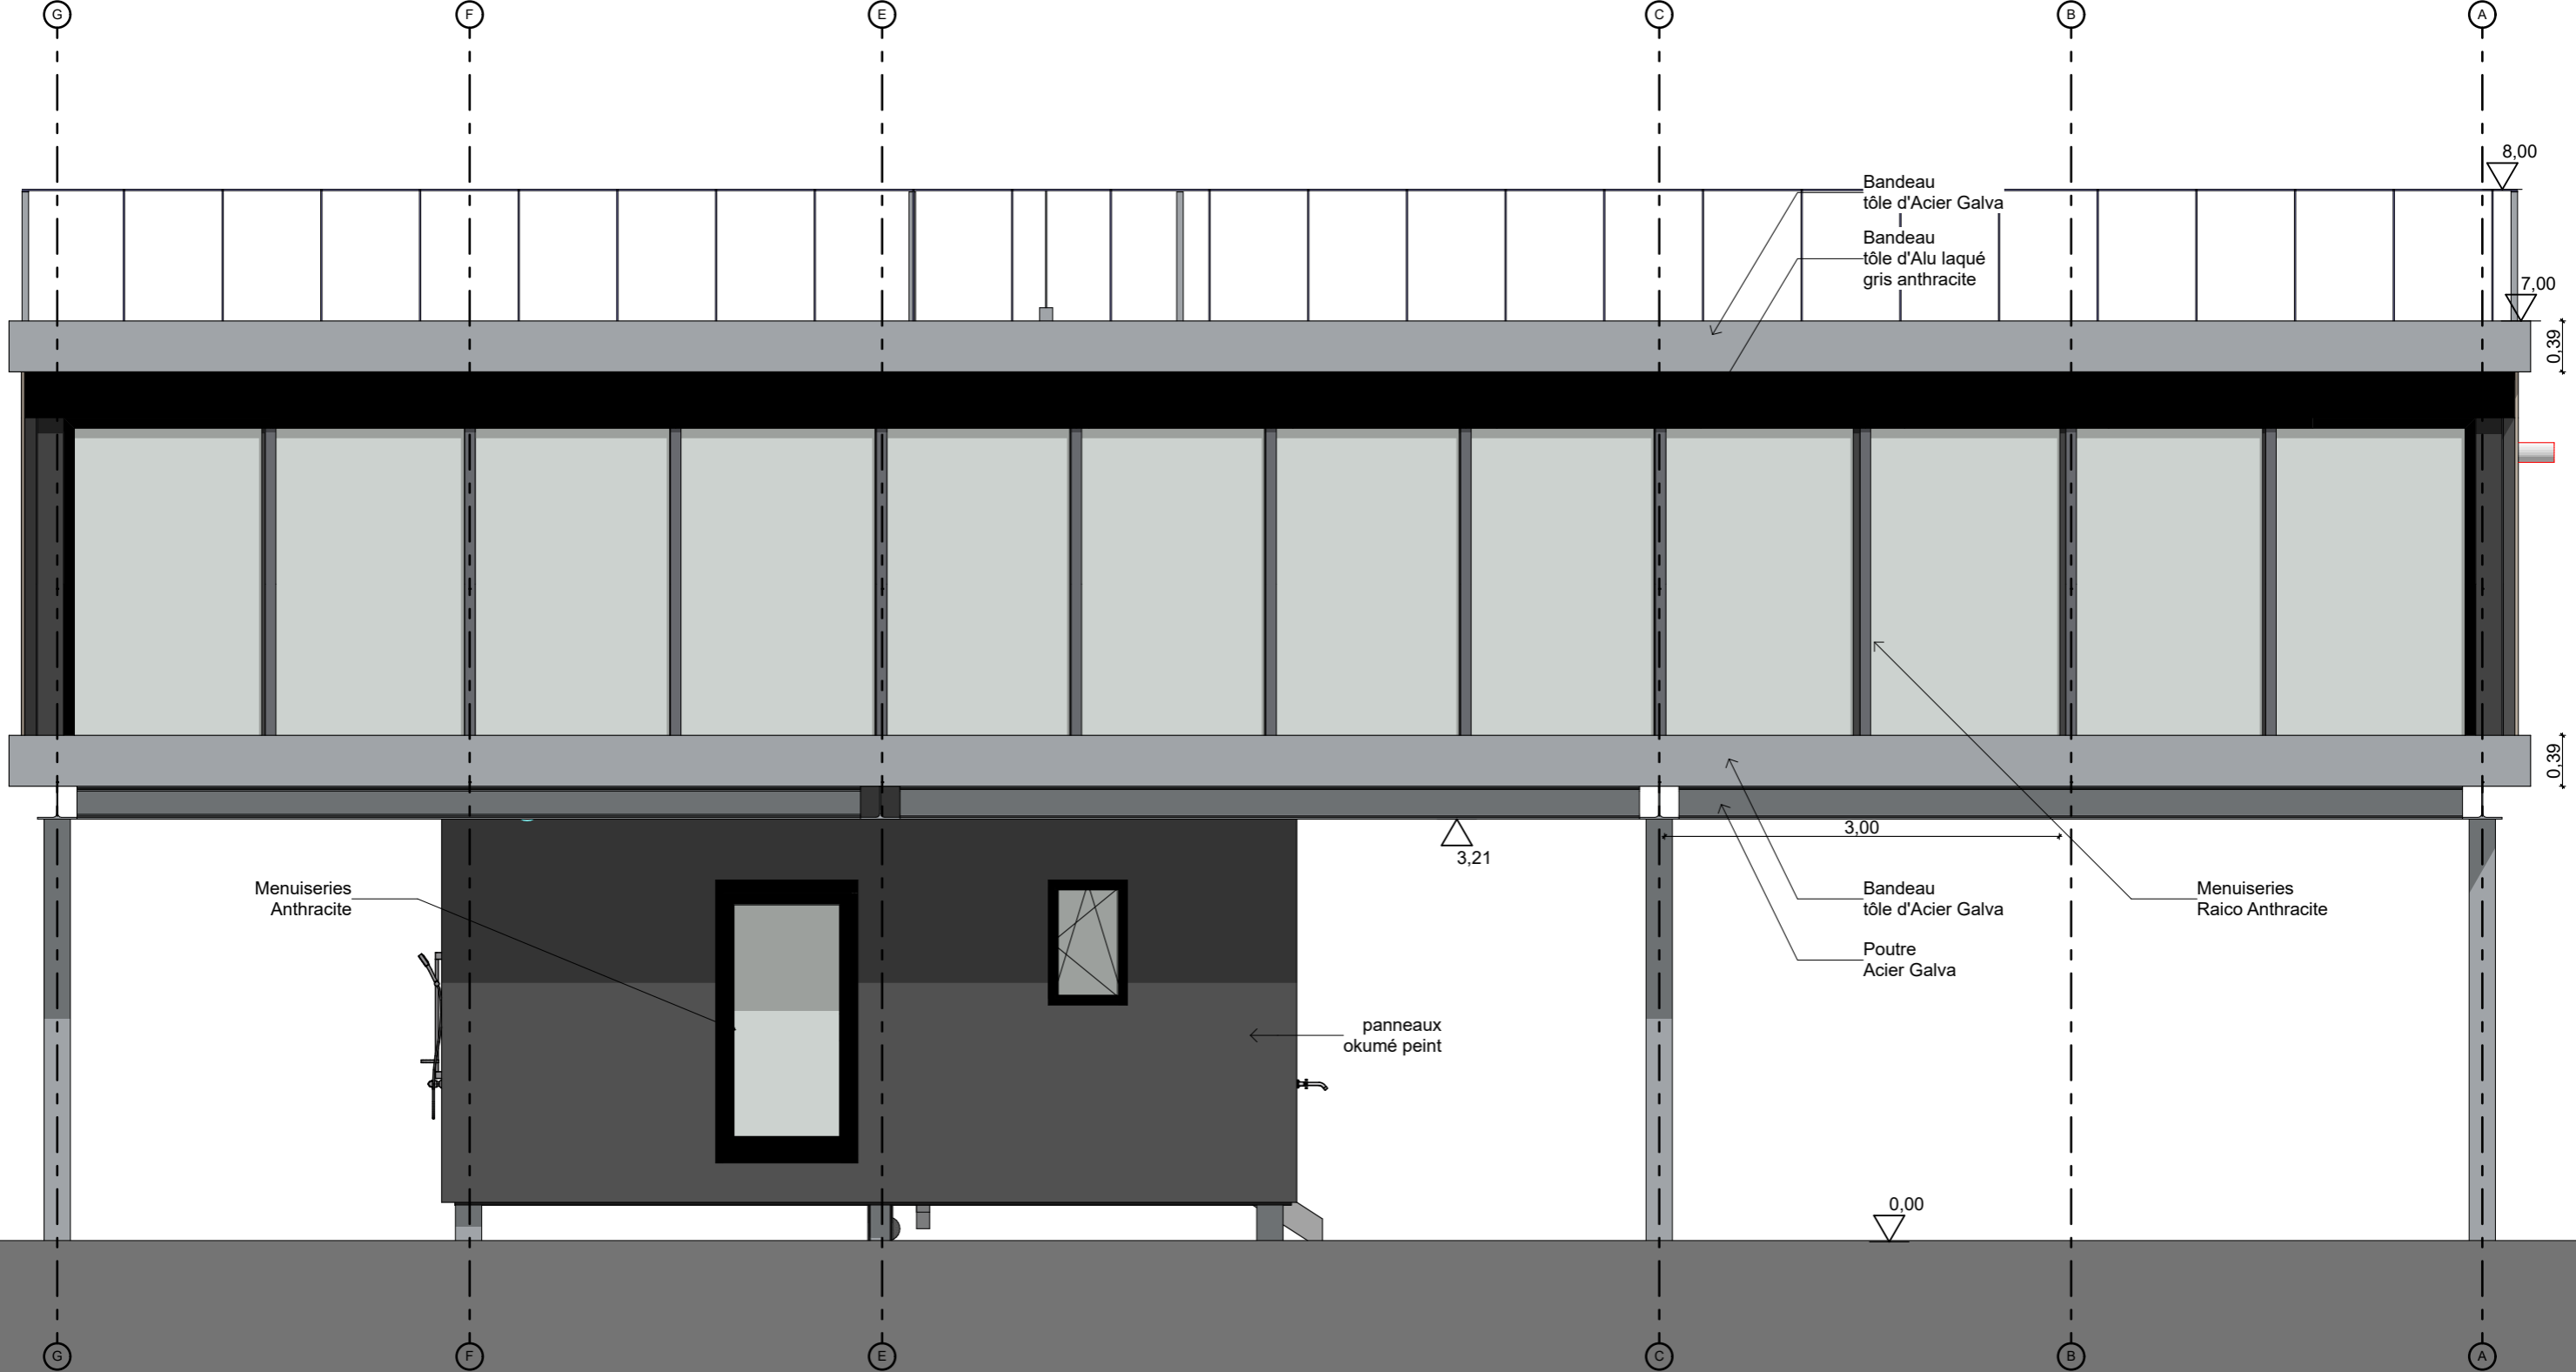 G
F
E
C
B
A
8,00
Bandeau
tôle d'Acier Galva
Bandeau
tôle d'Alu laqué
gris anthracite
7,00
0,39
0,39
3,00
3,21
Menuiseries
Anthracite
Bandeau
tôle d'Acier Galva
Menuiseries
Raico Anthracite
Poutre
Acier Galva
panneaux
okumé peint
0,00
G
F
E
C
B
A